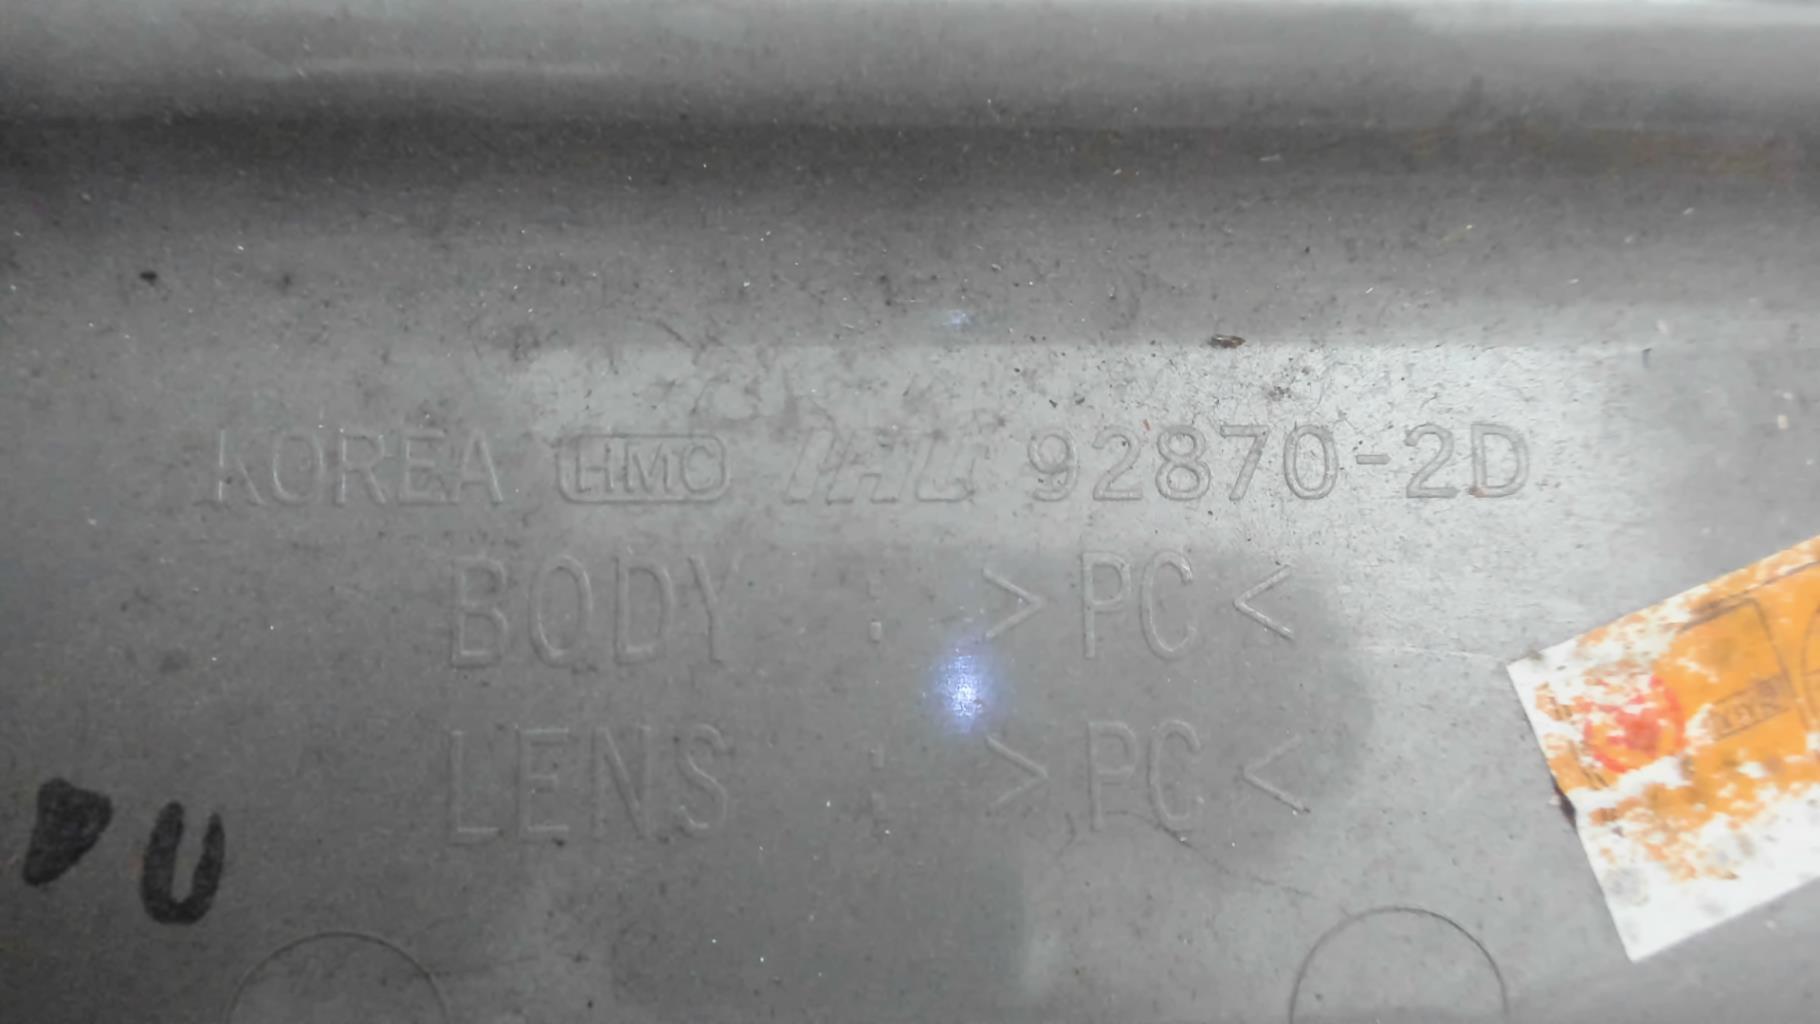 KOREA HMC IHL 92870-2D
BODY : >PC<
LENS : >PC<